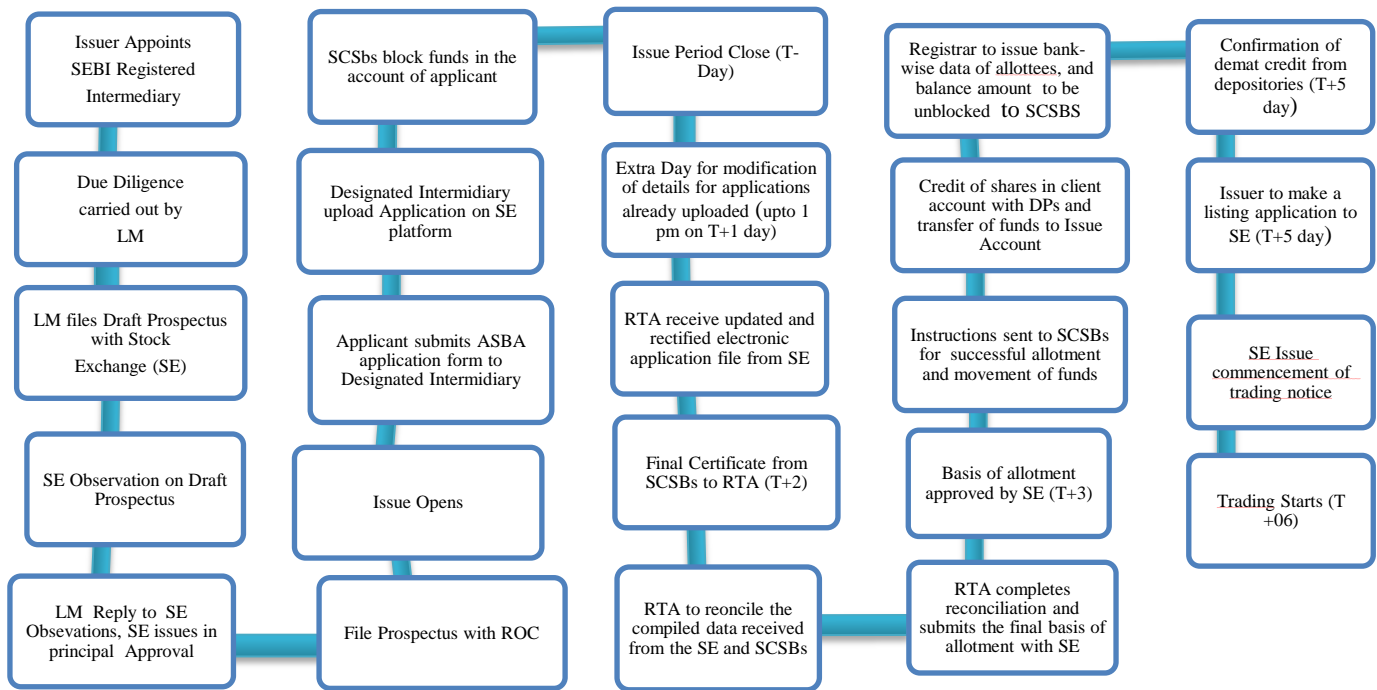 Issuer Appoints
SEBI Registered
Intermediary
Due Diligence
carried out by
LM
LM files Draft Prospectus
with Stock
Exchange (SE)
SE Observation on Draft
Prospectus
LM Reply to SE
Obsevations, SE issues in
principal Approval
File Prospectus with ROC
Issue Opens
Applicant submits ASBA
application form to
Designated Intermidiary
Designated Intermidiary
upload Application on SE
platform
SCSbs block funds in the
account of applicant
Issue Period Close (T-
Day)
Extra Day for modification
of details for applications
already uploaded (upto 1
pm on T+1 day)
RTA receive updated and
rectified electronic
application file from SE
Final Certificate from
SCSBs to RTA (T+2)
RTA to reconcile the
compiled data received
from the SE and SCSBs
RTA completes
reconciliation and
submits the final basis of
allotment with SE
Basis of allotment
approved by SE (T+3)
Instructions sent to SCSBs
for successful allotment
and movement of funds
Credit of shares in client
account with DPs and
transfer of funds to Issue
Account
Registrar to issue bank-
wise data of allottees, and
balance amount to be
unblocked to SCSBS
Confirmation of
demat credit from
depositories (T+5
day)
Issuer to make a
listing application to
SE (T+5 day)
SE Issue
commencement of
trading notice
Trading Starts (T
+06)